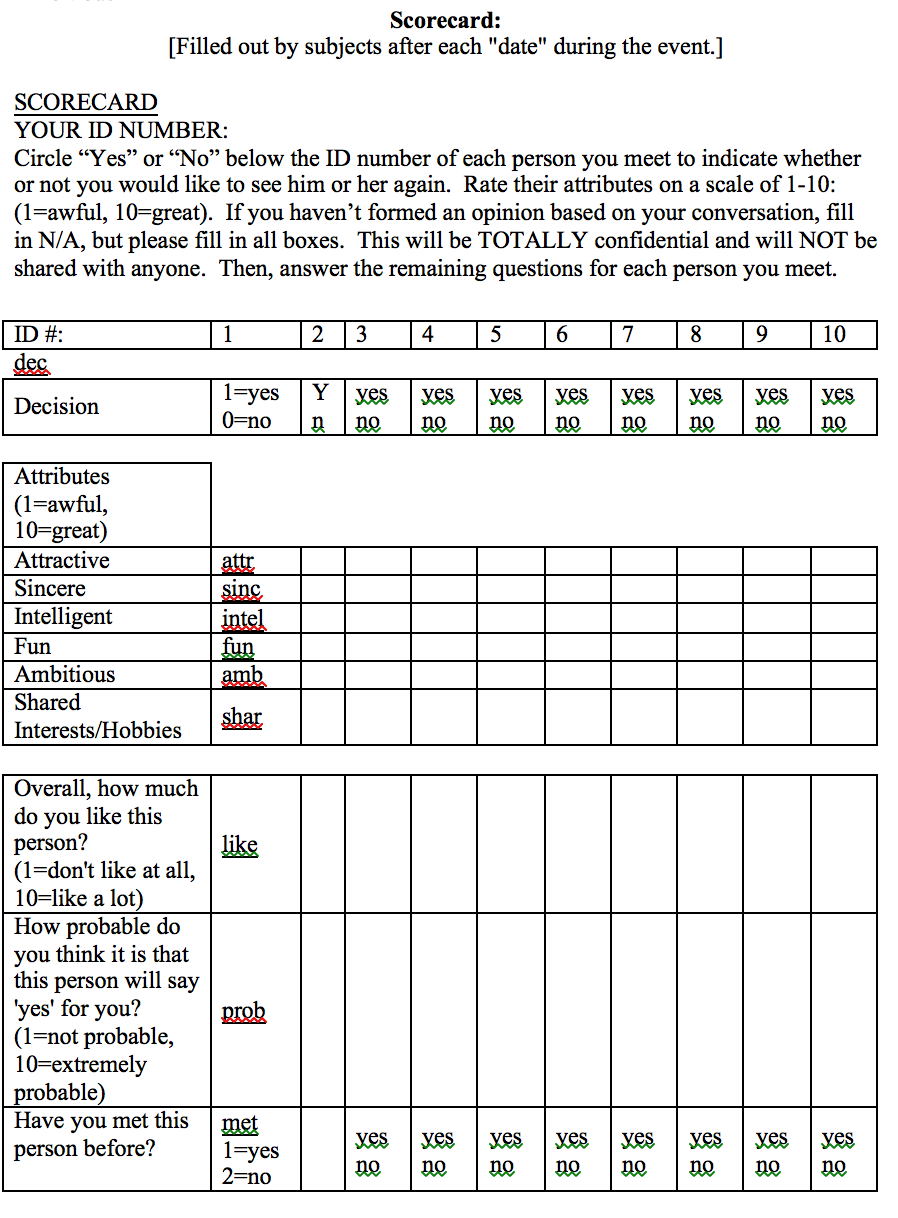 Scorecard:
[Filled out by subjects after each "date" during the event.]
SCORECARD
YOUR ID NUMBER:
Circle “Yes” or “No” below the ID number of each person you meet to indicate whether
or not you would like to see him or her again.  Rate their attributes on a scale of 1-10:
(1=awful, 10=great).  If you haven’t formed an opinion based on your conversation, fill
in N/A, but please fill in all boxes.  This will be TOTALLY confidential and will NOT be
shared with anyone.  Then, answer the remaining questions for each person you meet.
ID #: 1 2 3 4 5 6 7 8 9 10
dec
Decision
1=yes Y yes yes yes yes yes yes yes yes
0=no n no no no no no no no no
Attributes
(1=awful,
10=great)
Attractive attr
Sincere sinc
Intelligent intel
Fun fun
Ambitious amb
Shared
Interests/Hobbies shar
Overall, how much
do you like this
person? like
(1=don't like at all,
10=like a lot)
How probable do
you think it is that
this person will say
'yes' for you? prob
(1=not probable,
10=extremely
probable)
Have you met this met
person before? 1=yes yes yes yes yes yes yes yes yes
2=no no no no no no no no no